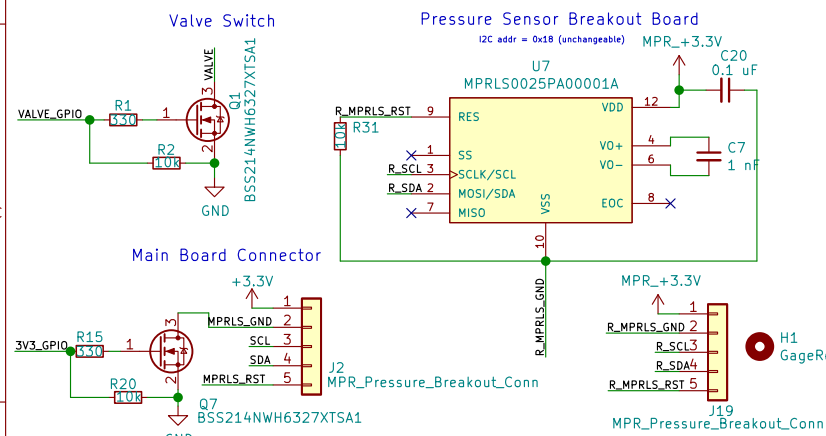 Valve Switch
VALVE_GPIO
R1
330
R2
10k
1
3
2
VALVE
Q1
BSS214NWH6327XTSA1
GND
Pressure Sensor Breakout Board
I2C addr = 0x18 (unchangeable)
MPR_+3.3V
C20
0.1 uF
U7
MPRLS0025PA00001A
R_MPRLS_RST
R31
10k
9
RES
1
SS
R_SCL
3
SCLK/SCL
R_SDA
2
MOSI/SDA
7
MISO
VDD
12
VO+
4
VO-
6
EOC
8
VSS
10
C7
1 nF
R_MPRLS_GND
Main Board Connector
3V3_GPIO
R15
330
R20
10k
1
3
2
Q7
BSS214NWH6327XTSA1
+3.3V
1
MPRLS_GND
2
SCL
3
SDA
4
MPRLS_RST
5
J2
MPR_Pressure_Breakout_Conn
MPR_+3.3V
1
R_MPRLS_GND
2
R_SCL
3
R_SDA
4
R_MPRLS_RST
5
J19
MPR_Pressure_Breakout_Conn
H1